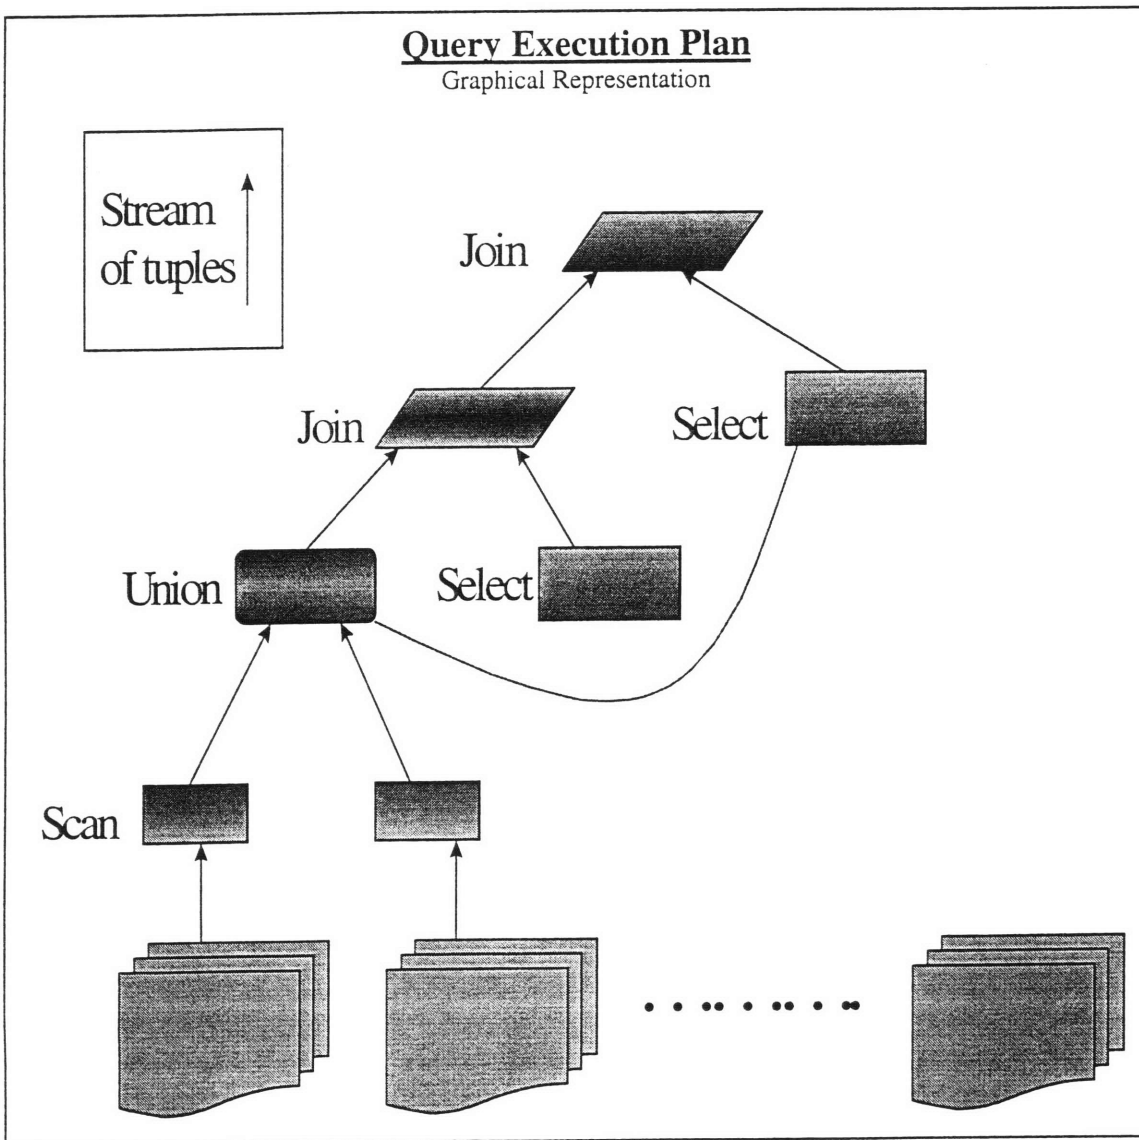 Query Execution Plan
Graphical Representation
Stream
of tuples
Join
Join
Select
Union
Select
Scan